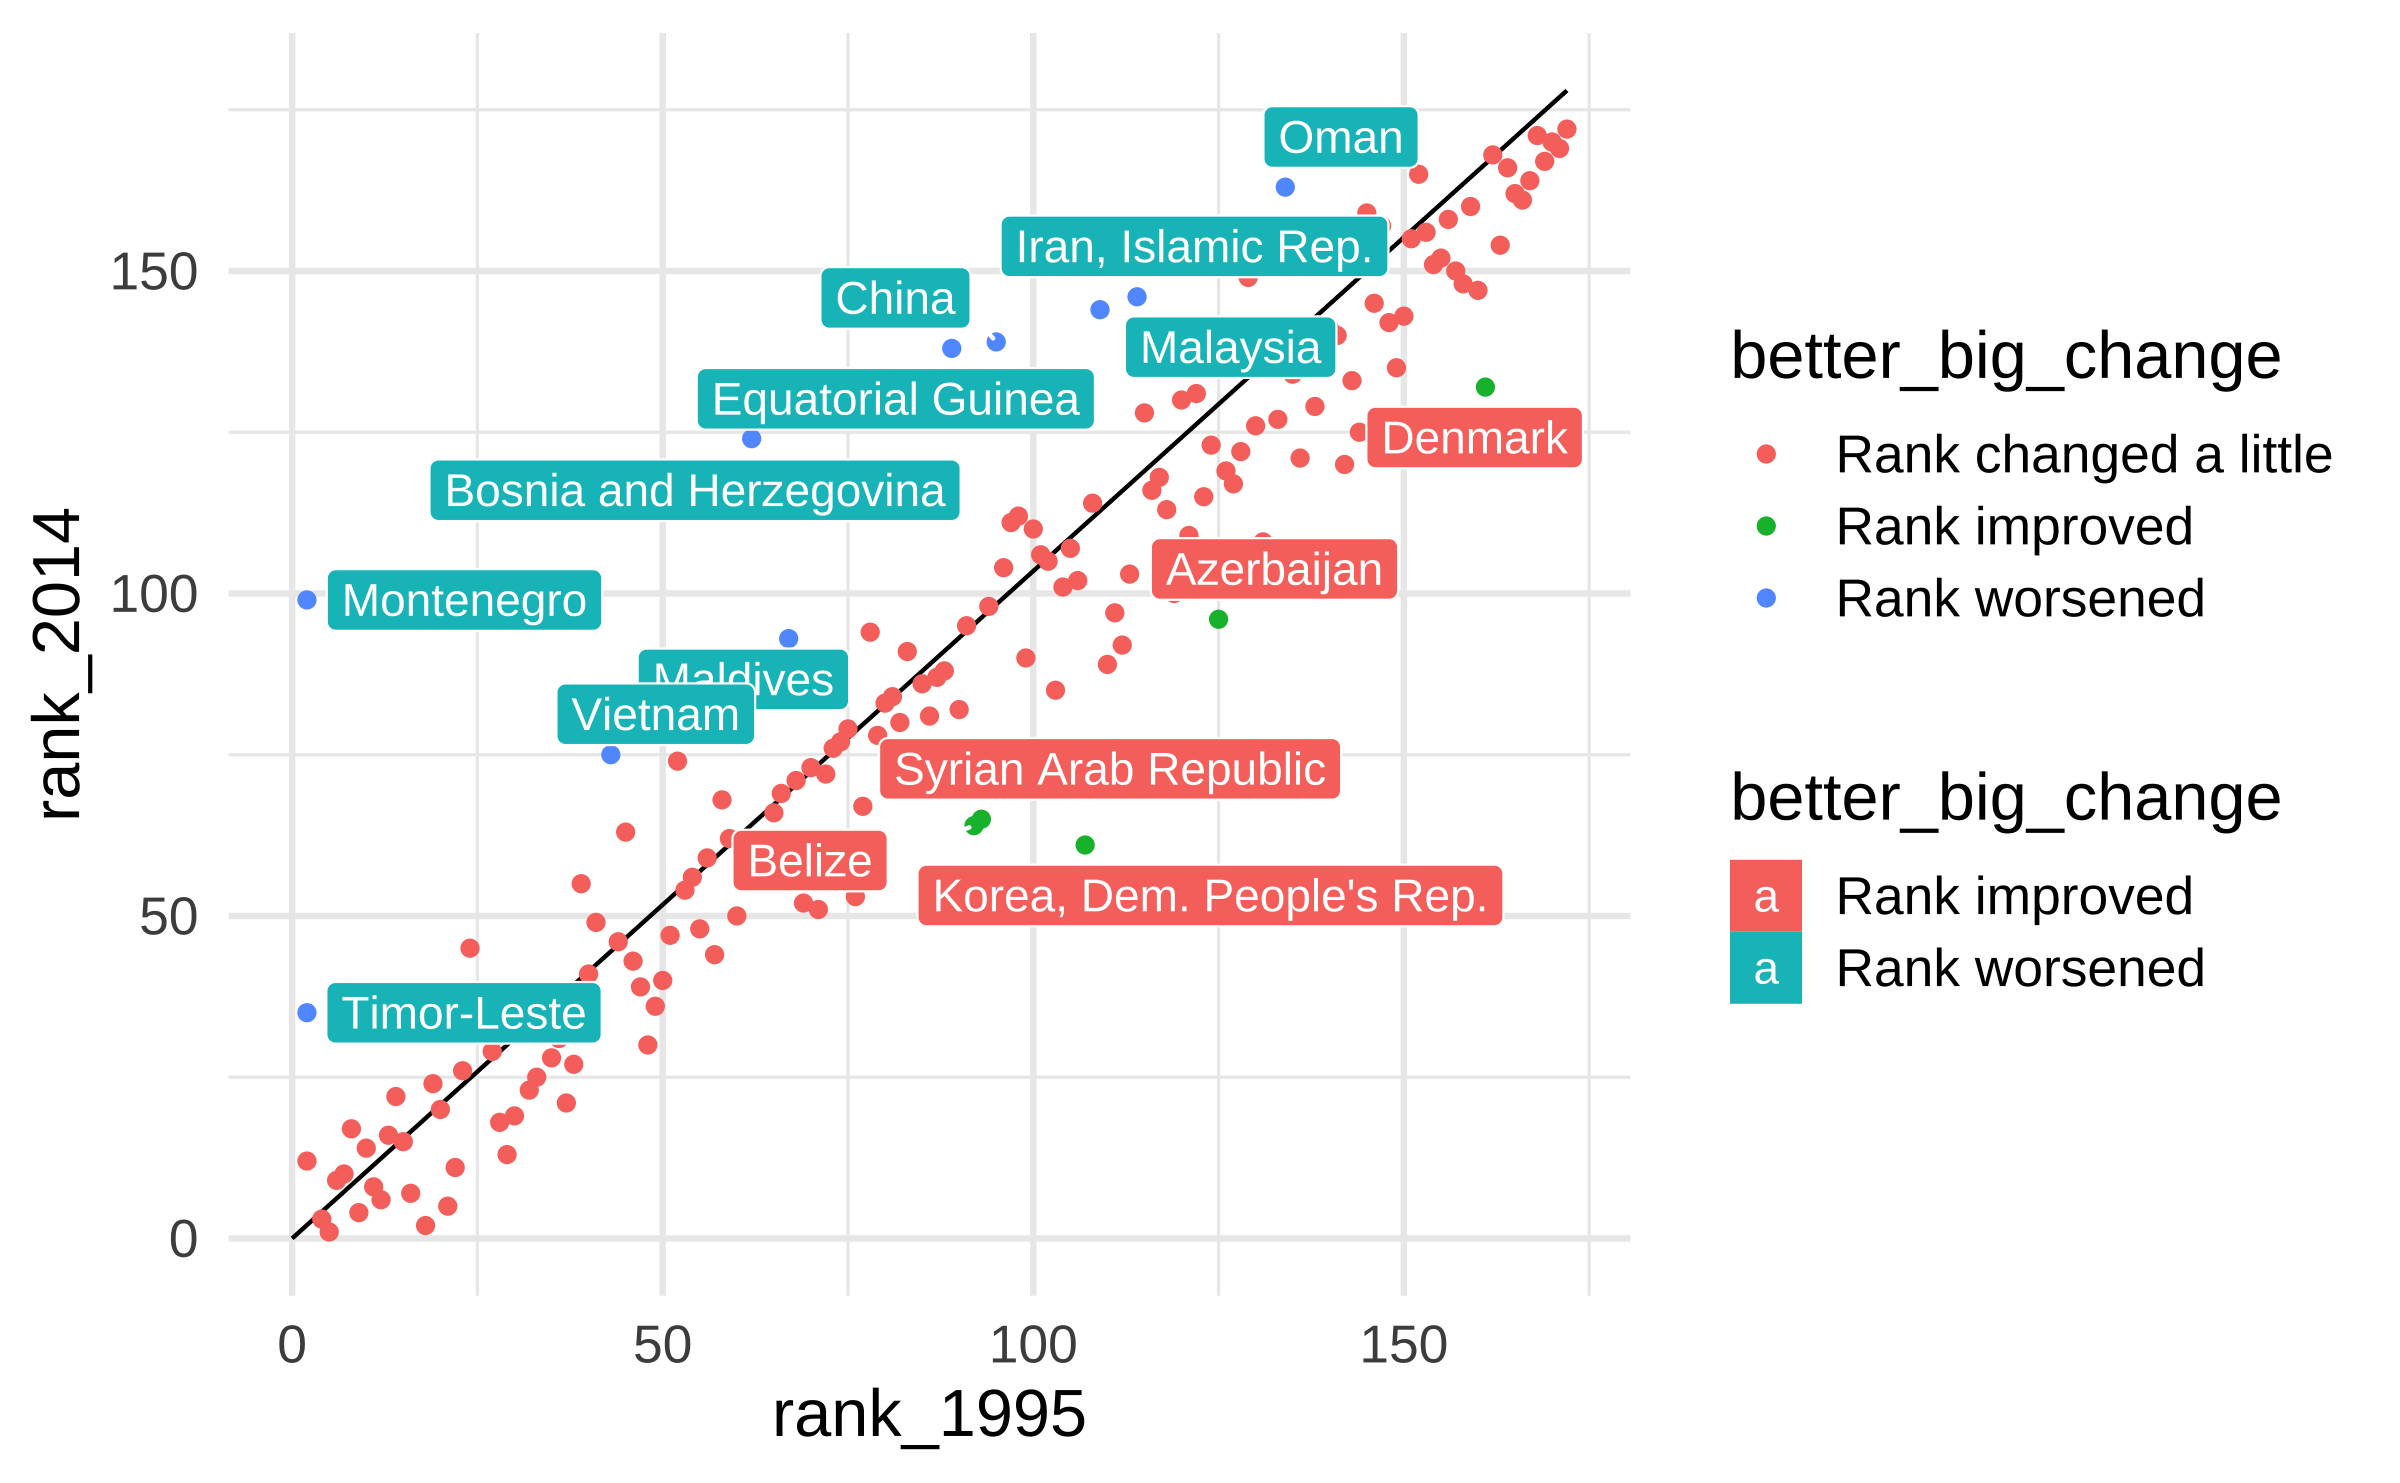 Oman
Iran, Islamic Rep.
China
Malaysia
Equatorial Guinea
Denmark
Bosnia and Herzegovina
Azerbaijan
Montenegro
Maldives
Vietnam
Syrian Arab Republic
Belize
Korea, Dem. People's Rep.
Timor-Leste
150
100
50
0
0
50
100
150
rank_1995
rank_2014
better_big_change
Rank changed a little
Rank improved
Rank worsened
better_big_change
a Rank improved
a Rank worsened